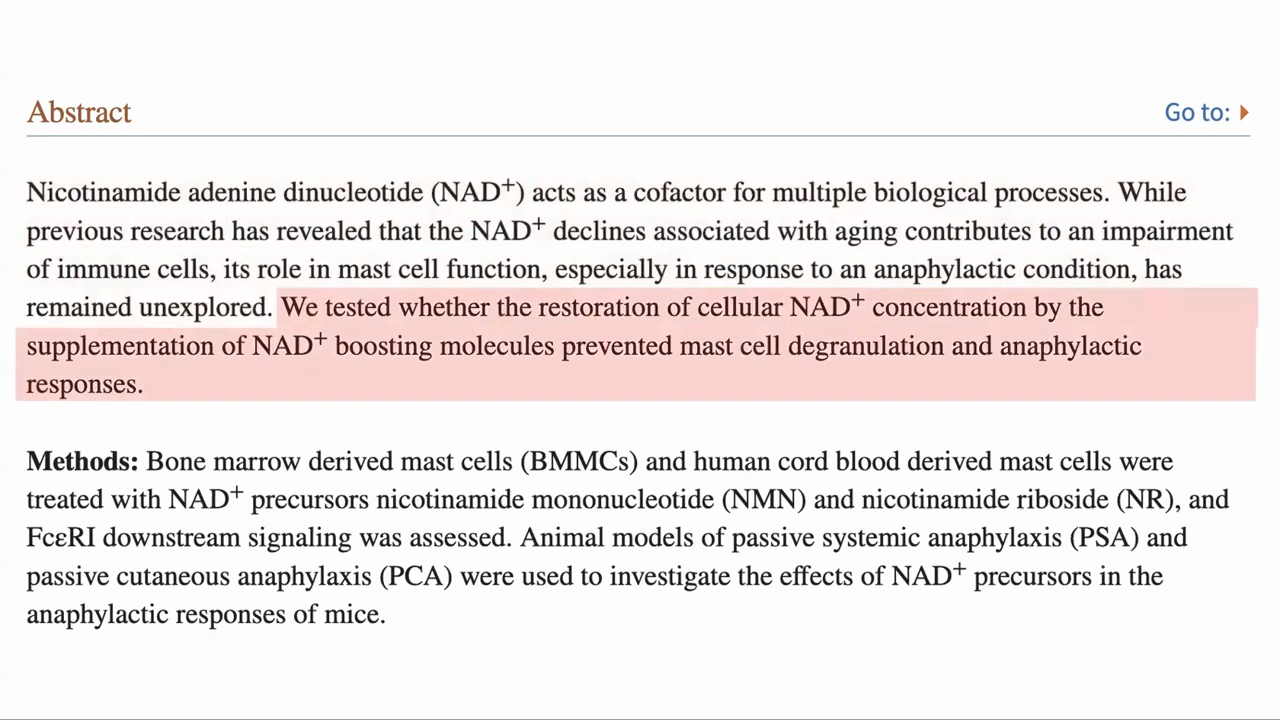 Abstract
Go to:
Nicotinamide adenine dinucleotide (NAD⁺) acts as a cofactor for multiple biological processes. While
previous research has revealed that the NAD⁺ declines associated with aging contributes to an impairment
of immune cells, its role in mast cell function, especially in response to an anaphylactic condition, has
remained unexplored. We tested whether the restoration of cellular NAD⁺ concentration by the
supplementation of NAD⁺ boosting molecules prevented mast cell degranulation and anaphylactic
responses.
Methods: Bone marrow derived mast cells (BMMCs) and human cord blood derived mast cells were
treated with NAD⁺ precursors nicotinamide mononucleotide (NMN) and nicotinamide riboside (NR), and
FcεRI downstream signaling was assessed. Animal models of passive systemic anaphylaxis (PSA) and
passive cutaneous anaphylaxis (PCA) were used to investigate the effects of NAD⁺ precursors in the
anaphylactic responses of mice.